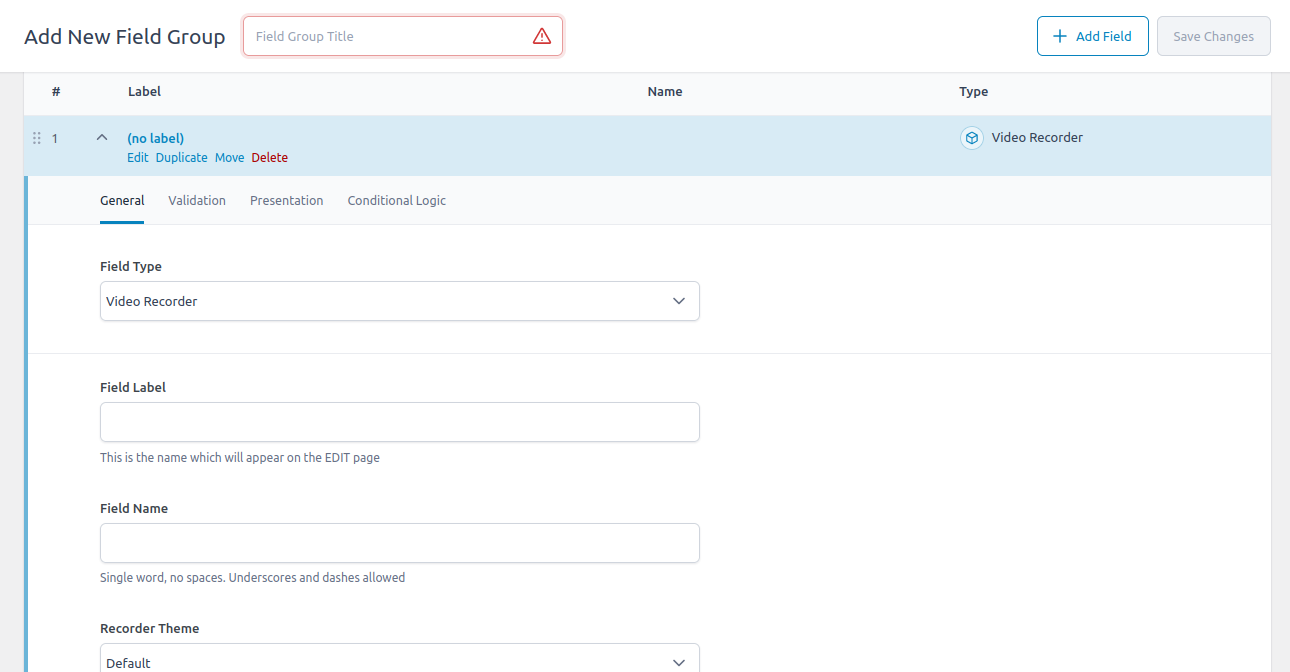 Add New Field Group Field Group Title Add Field Save Changes
# Label Name Type
1 (no label) Video Recorder
Edit Duplicate Move Delete
General Validation Presentation Conditional Logic
Field Type
Video Recorder
Field Label
This is the name which will appear on the EDIT page
Field Name
Single word, no spaces. Underscores and dashes allowed
Recorder Theme
Default